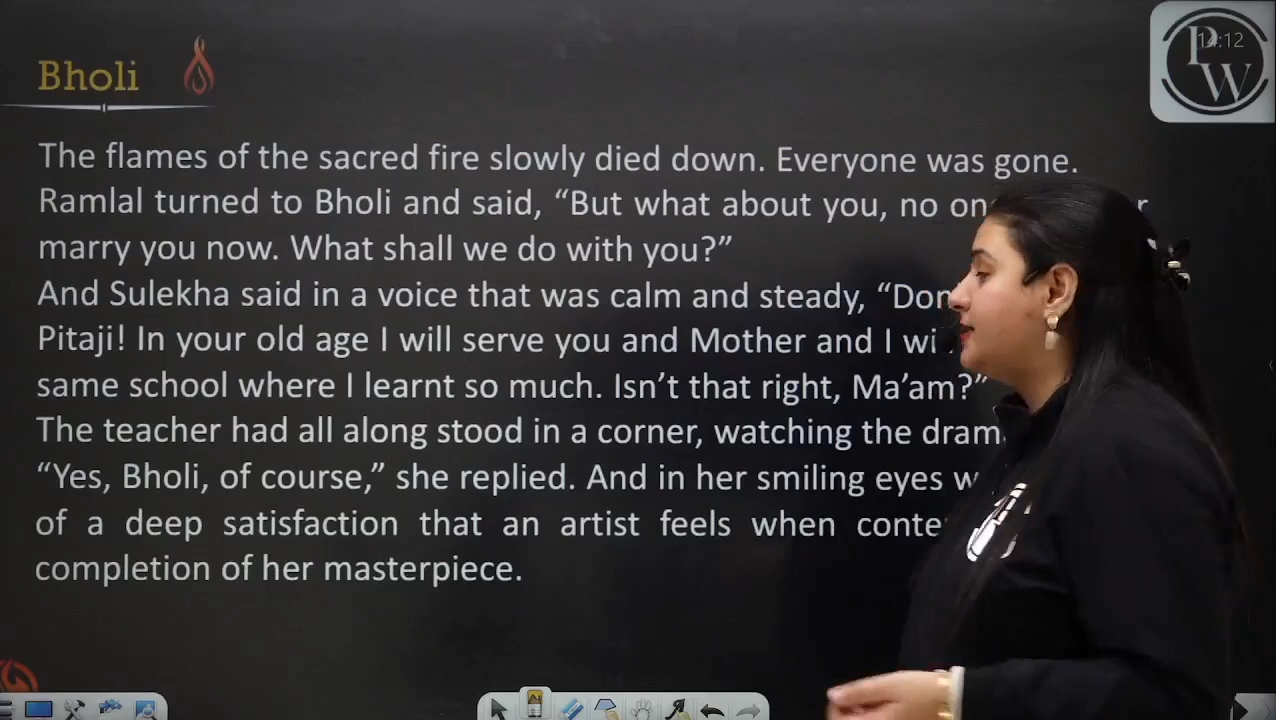 Bholi
14:12
PW
The flames of the sacred fire slowly died down. Everyone was gone.
Ramlal turned to Bholi and said, “But what about you, no
marry you now. What shall we do with you?”
And Sulekha said in a voice that was calm and steady,
Pitaji! In your old age I will serve you and Mother and I
same school where I learnt so much. Isn’t that right, Ma’am?”
The teacher had all along stood in a corner, watching the
“Yes, Bholi, of course,” she replied. And in her smiling eyes
of a deep satisfaction that an artist feels when
completion of her masterpiece.